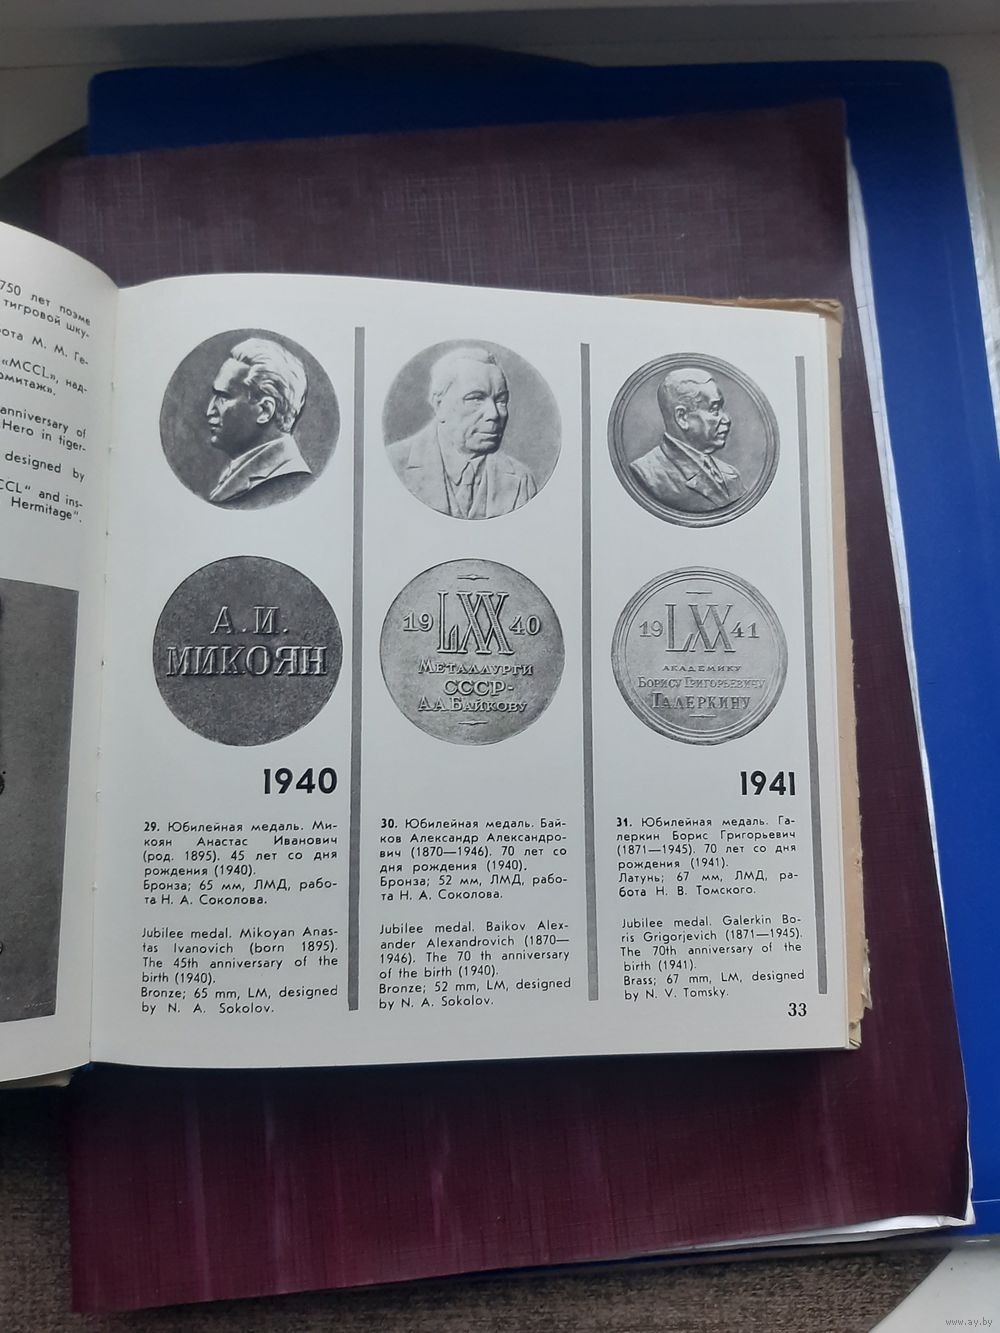 750 лет поэме
тигровой шку-
рота М. М. Ге-
«MCCL», над-
рмитаж».
anniversary of
Hero in tiger-
designed by
CCL" and ins-
Hermitage".
А. И.
МИКОЯН
19 LXX 40
МЕТАЛЛУРГИ
СССР-
А.А. БАЙКОВУ
19 LXX 41
АКАДЕМИКУ
БОРИСУ ГРИГОРЬЕВИЧУ
ГАЛЕРКИНУ
1940
29. Юбилейная медаль. Ми-
коян Анастас Иванович
(род. 1895). 45 лет со дня
рождения (1940).
Бронза; 65 мм, ЛМД, рабо-
та Н. А. Соколова.
Jubilee medal. Mikoyan Anas-
tas Ivanovich (born 1895).
The 45th anniversary of the
birth (1940).
Bronze; 65 mm, LM, designed
by N. A. Sokolov.
30. Юбилейная медаль. Бай-
ков Александр Александро-
вич (1870—1946). 70 лет со
дня рождения (1940).
Бронза; 52 мм, ЛМД, рабо-
та Н. А. Соколова.
Jubilee medal. Baikov Alex-
ander Alexandrovich (1870—
1946). The 70 th anniversary
of the birth (1940).
Bronze; 52 mm, LM, designed
by N. A. Sokolov.
1941
31. Юбилейная медаль. Га-
леркин Борис Григорьевич
(1871—1945). 70 лет со дня
рождения (1941).
Латунь; 67 мм, ЛМД, ра-
бота Н. В. Томского.
Jubilee medal. Galerkin Bo-
ris Grigorjevich (1871—1945).
The 70th anniversary of the
birth (1941).
Brass; 67 mm, LM, designed
by N. V. Tomsky.
33
www.ay.by